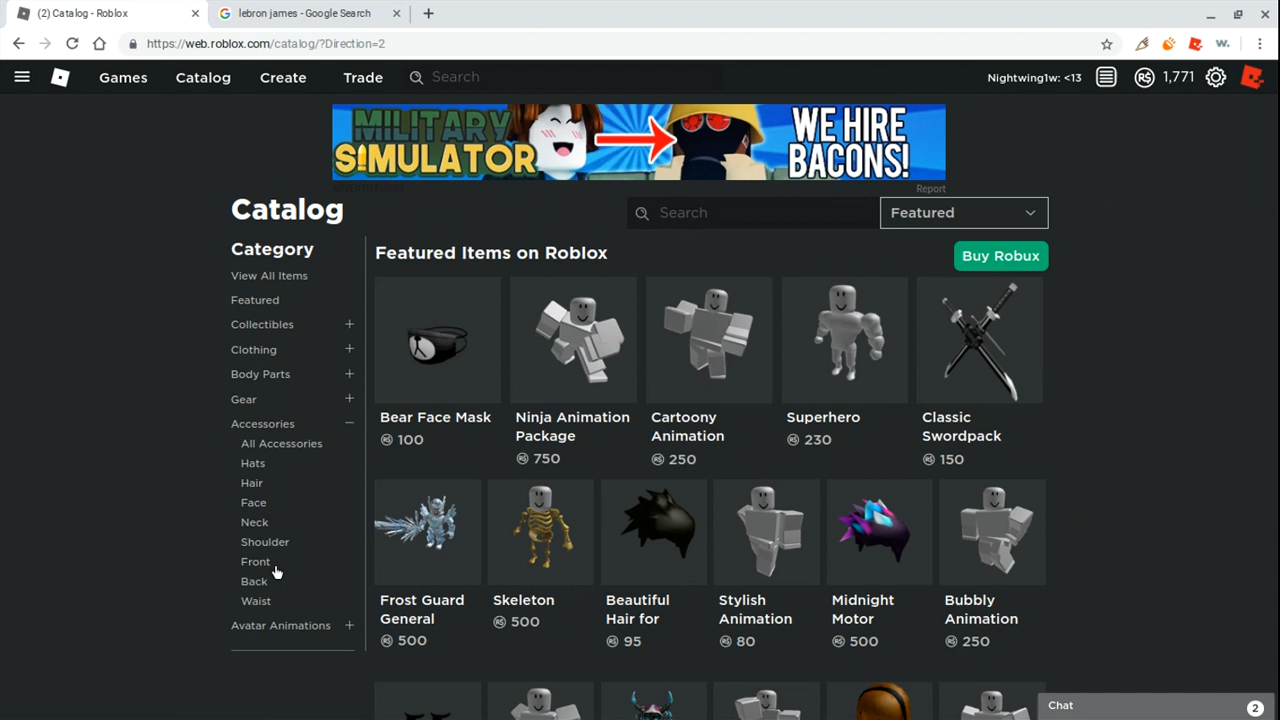 (2) Catalog - Roblox
lebron james - Google Search
https://web.roblox.com/catalog/?Direction=2
w.
Games
Catalog
Create
Trade
Search
Nightwing1w: <13
1,771
MILITARY
SIMULATOR
WE HIRE
BACONS!
Report
Catalog
Search
Featured
Category
View All Items
Featured
Collectibles
Clothing
Body Parts
Gear
Accessories
All Accessories
Hats
Hair
Face
Neck
Shoulder
Front
Back
Waist
Avatar Animations
Featured Items on Roblox
Buy Robux
Bear Face Mask
100
Ninja Animation
Package
750
Cartoony
Animation
250
Superhero
230
Classic
Swordpack
150
Frost Guard
General
500
Skeleton
500
Beautiful
Hair for
95
Stylish
Animation
80
Midnight
Motor
500
Bubbly
Animation
250
Chat
2